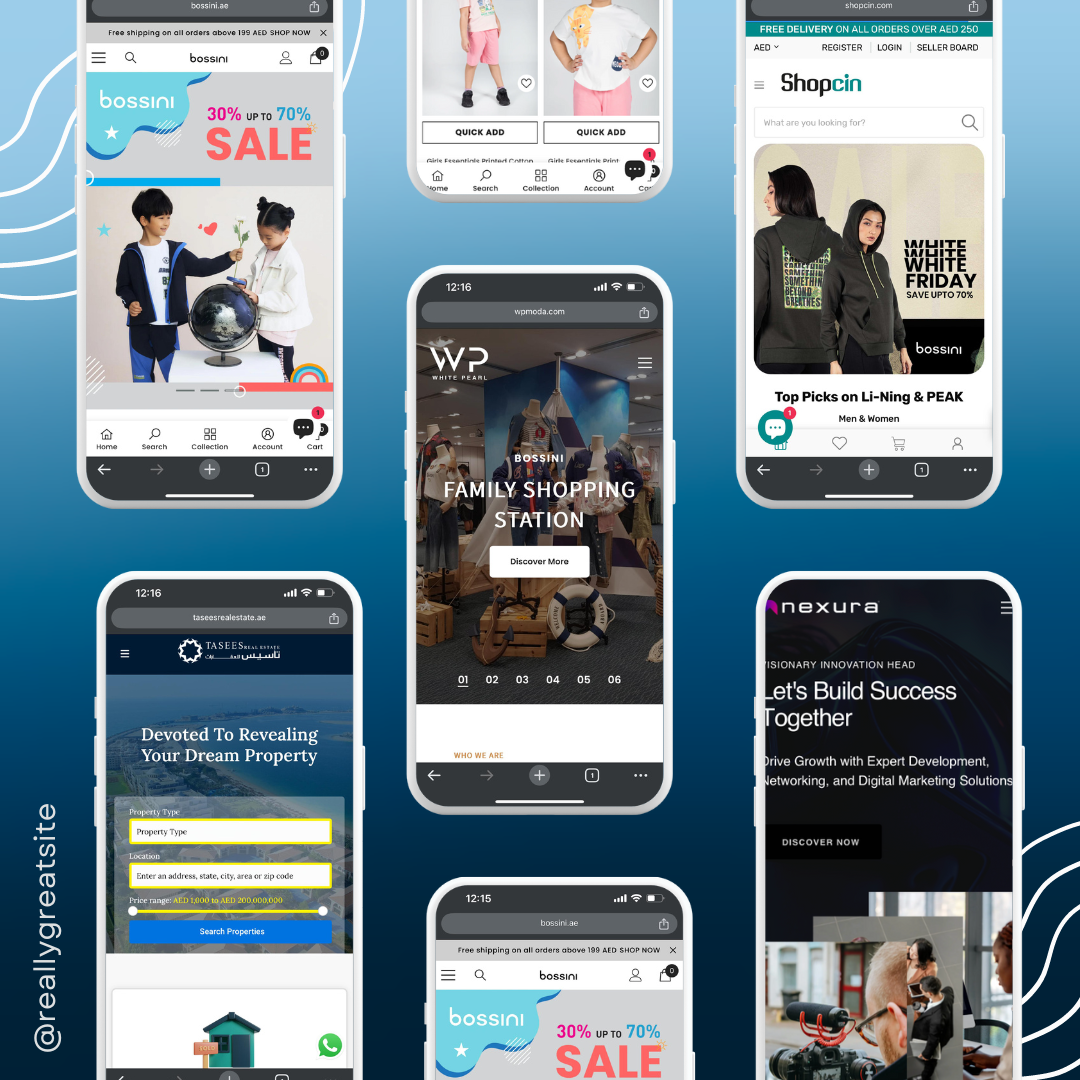 bossini.ae
Free shipping on all orders above 199 AED SHOP NOW
bossini
0
bossini
30% UP TO 70%
SALE
1
Home
Search
Collection
Account
Cart
1
QUICK ADD
QUICK ADD
Girls Essentials Printed Cotton
Girls Essentials Print
1
Home
Search
Collection
Account
shopcin.com
FREE DELIVERY ON ALL ORDERS OVER AED 250
AED
REGISTER
LOGIN
SELLER BOARD
Shopcin
What are you looking for?
SOMETHING
BEYOND
GREATNESS
WHITE
WHITE
FRIDAY
SAVE UPTO 70%
bossini
Top Picks on Li-Ning & PEAK
Men & Women
1
1
12:16
wpmoda.com
WP
WHITE PEARL
BOSSINI
FAMILY SHOPPING
STATION
Discover More
WELCOME
01 02 03 04 05 06
WHO WE ARE
1
12:16
taseesrealestate.ae
TASEES REAL ESTATE
تأسيس العقارات
Devoted To Revealing
Your Dream Property
Property Type
Property Type
Location
Enter an address, state, city, area or zip code
Price range: AED 1,000 to AED 200,000,000
Search Properties
12:15
bossini.ae
Free shipping on all orders above 199 AED SHOP NOW
bossini
0
bossini
30% UP TO 70%
SALE
nexura
VISIONARY INNOVATION HEAD
Let's Build Success
Together
Drive Growth with Expert Development,
Networking, and Digital Marketing Solutions
DISCOVER NOW
@reallygreatsite